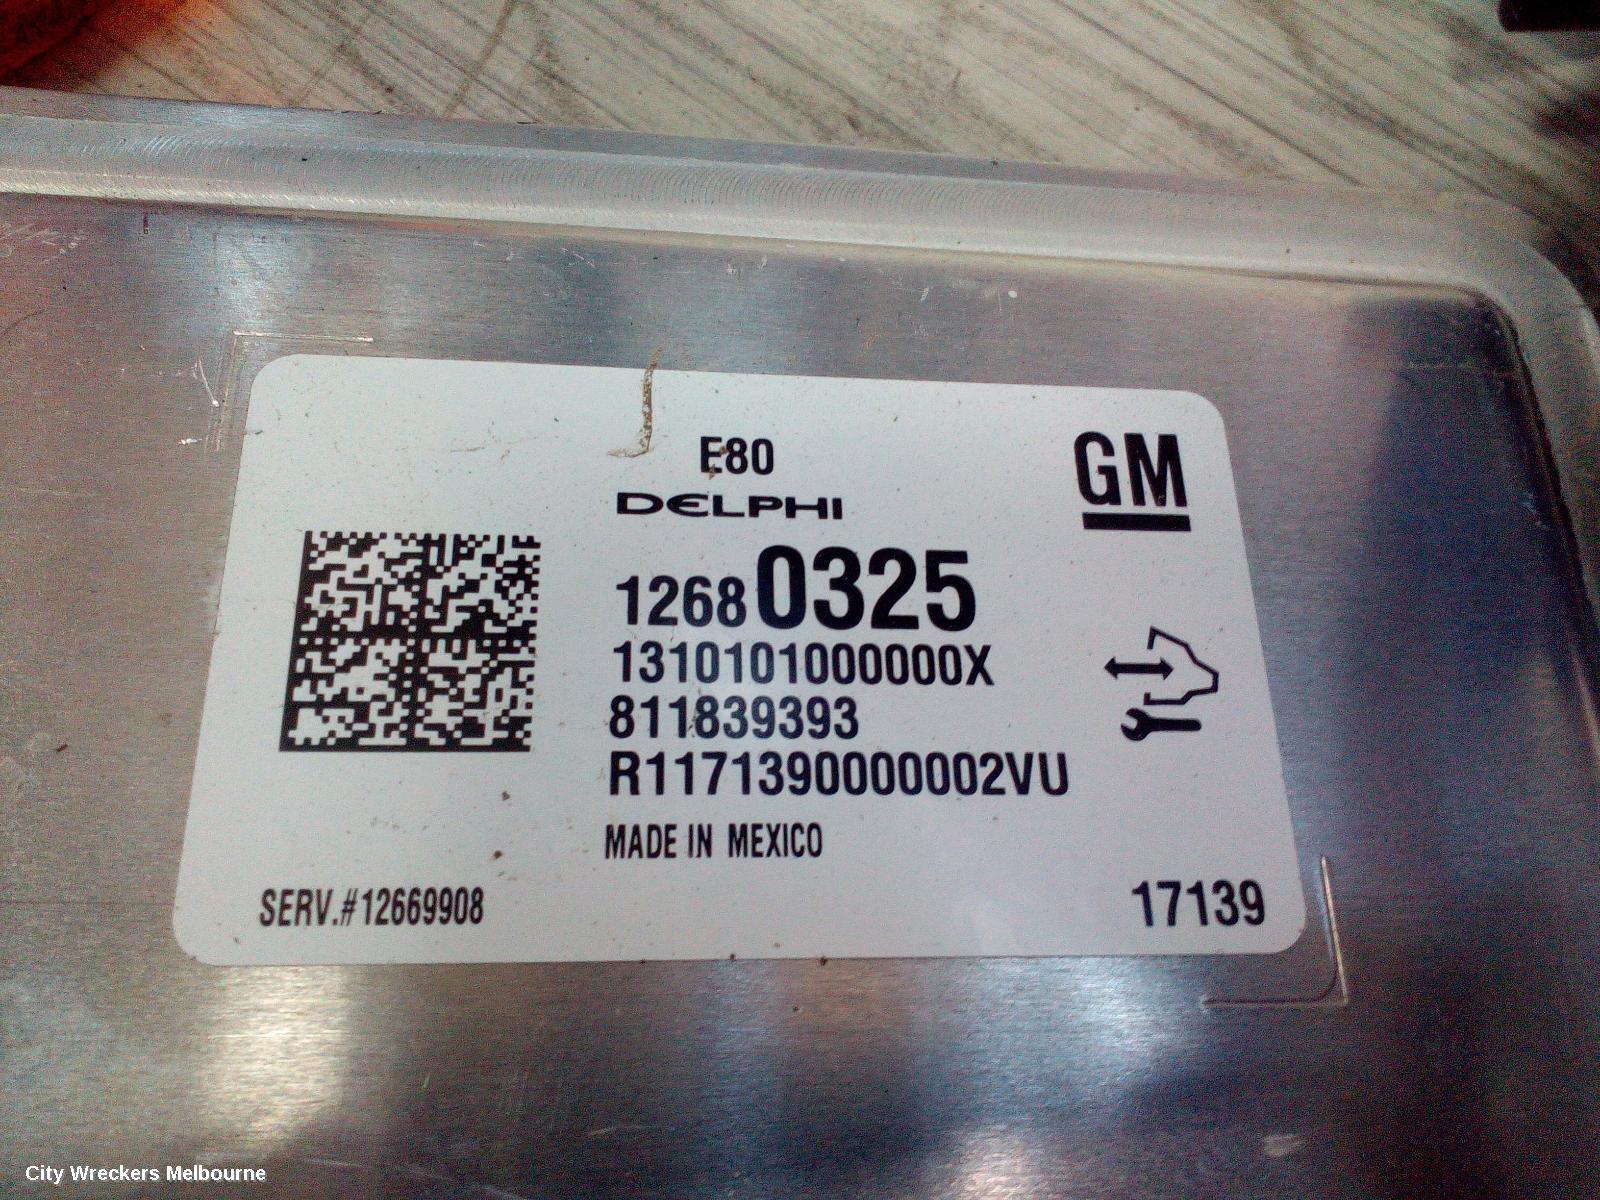 E80
DELPHI
GM
12680325
1310101000000X
811839393
R1171390000002VU
MADE IN MEXICO
SERV.#12669908
17139
City Wreckers Melbourne